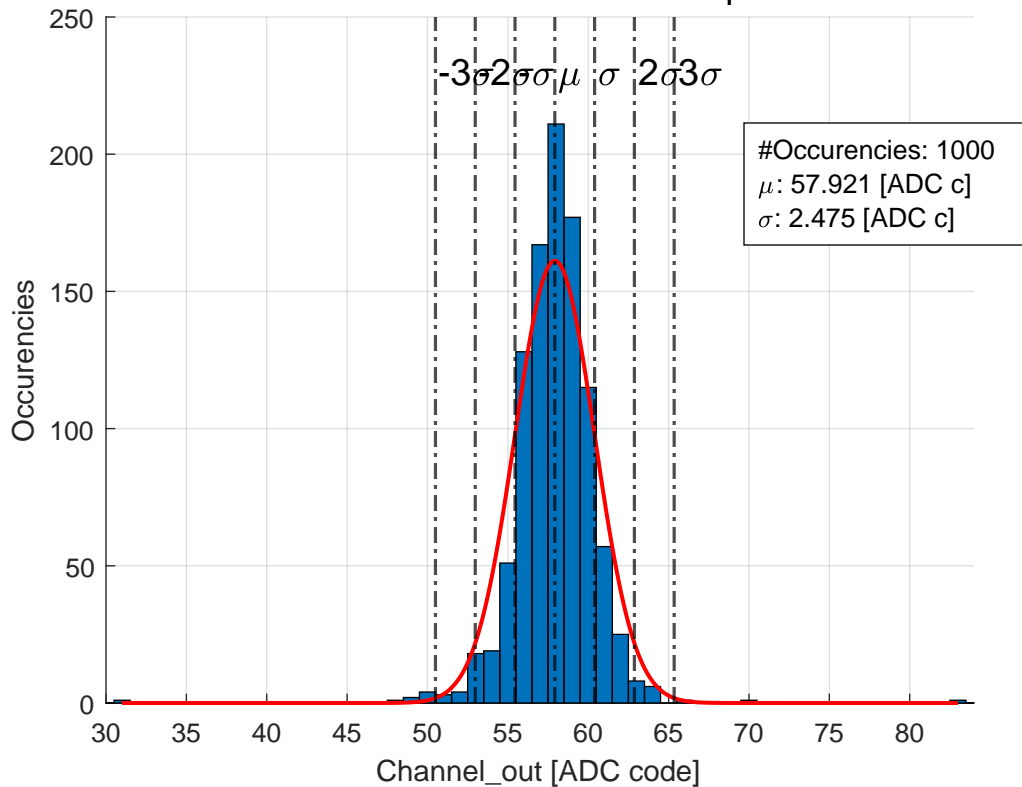 250
-3σ
-2σ
-σ
μ
σ
2σ
3σ
#Occurencies: 1000
μ: 57.921 [ADC c]
σ: 2.475 [ADC c]
200
150
100
50
0
Occurencies
30 35 40 45 50 55 60 65 70 75 80
Channel_out [ADC code]